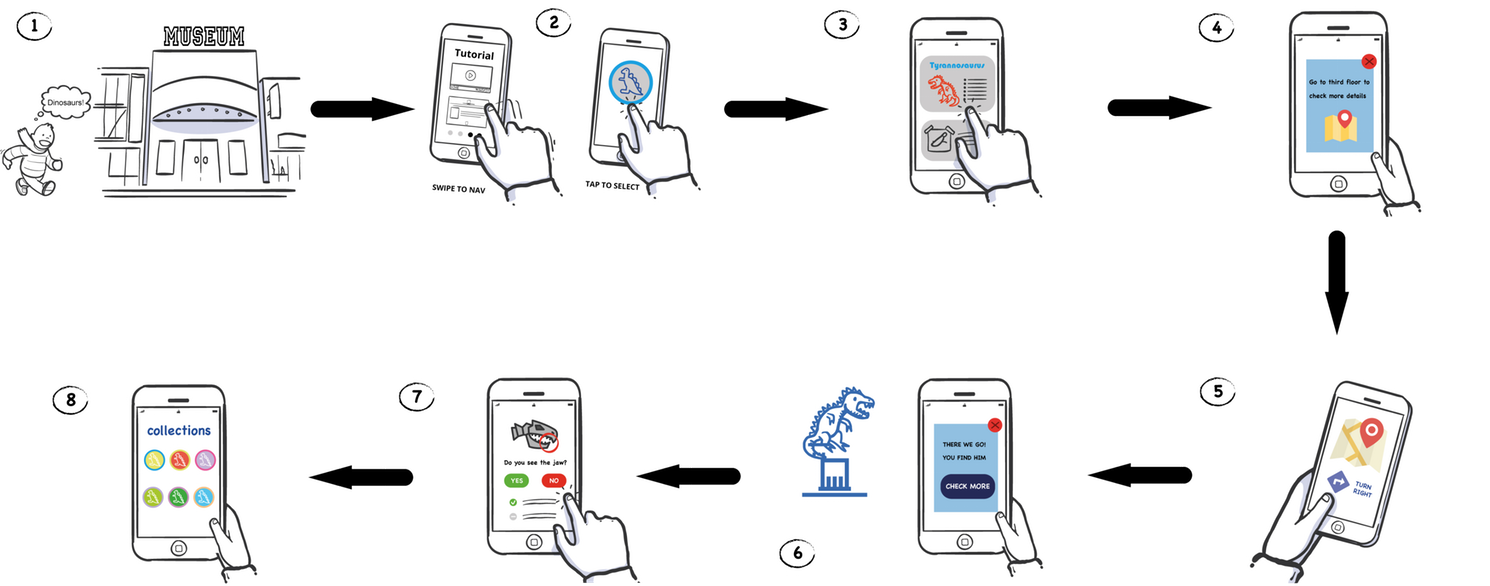 1
MUSEUM
Dinosaurs!
2
Tutorial
SWIPE TO NAV
TAP TO SELECT
3
Tyrannosaurus
4
Go to third floor to
check more details
5
TURN
RIGHT
6
THERE WE GO!
YOU FIND HIM
CHECK MORE
7
Do you see the jaw?
YES
NO
8
collections